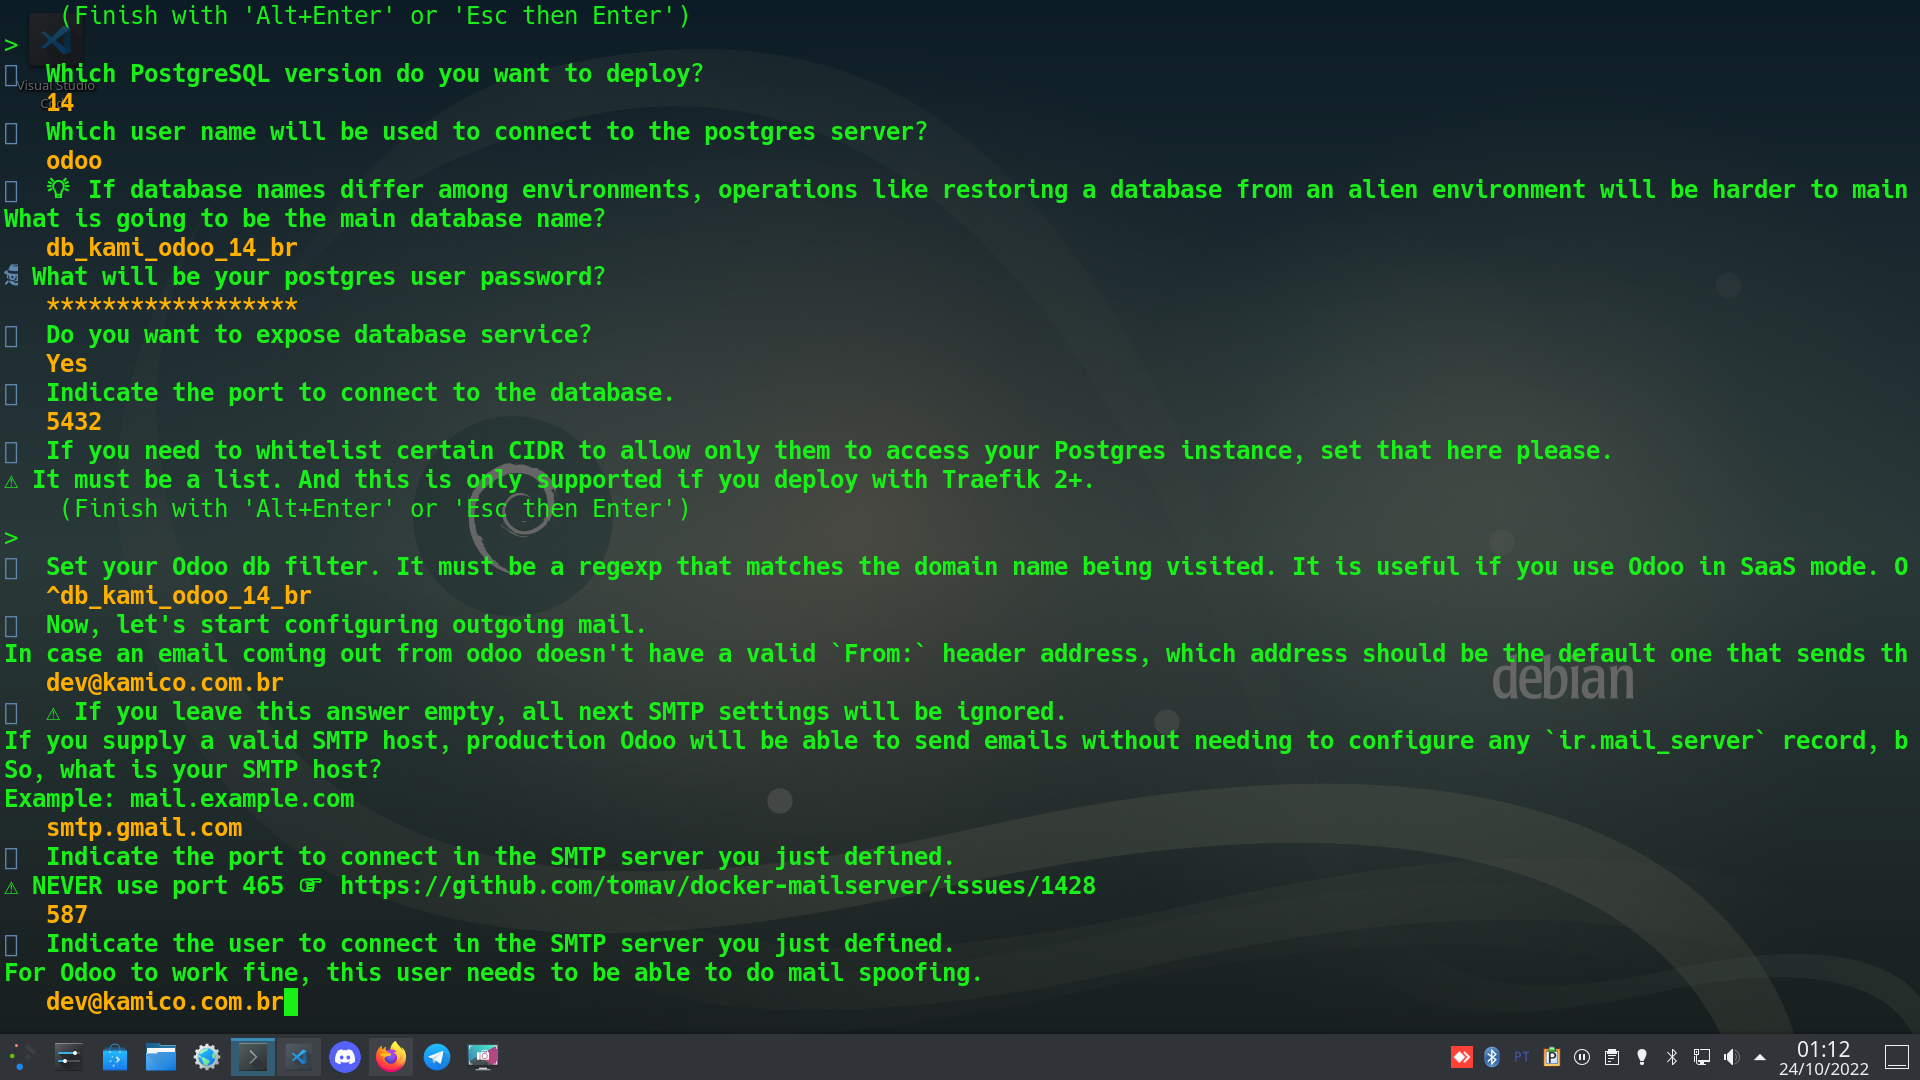 (Finish with 'Alt+Enter' or 'Esc then Enter')
>
Which PostgreSQL version do you want to deploy?
Visual Studio
14
Which user name will be used to connect to the postgres server?
odoo
💡 If database names differ among environments, operations like restoring a database from an alien environment will be harder to main
What is going to be the main database name?
db_kami_odoo_14_br
What will be your postgres user password?
******************
Do you want to expose database service?
Yes
Indicate the port to connect to the database.
5432
If you need to whitelist certain CIDR to allow only them to access your Postgres instance, set that here please.
⚠ It must be a list. And this is only supported if you deploy with Traefik 2+.
(Finish with 'Alt+Enter' or 'Esc then Enter')
>
Set your Odoo db filter. It must be a regexp that matches the domain name being visited. It is useful if you use Odoo in SaaS mode. O
^db_kami_odoo_14_br
Now, let's start configuring outgoing mail.
In case an email coming out from odoo doesn't have a valid `From:` header address, which address should be the default one that sends th
dev@kamico.com.br
debian
⚠ If you leave this answer empty, all next SMTP settings will be ignored.
If you supply a valid SMTP host, production Odoo will be able to send emails without needing to configure any `ir.mail_server` record, b
So, what is your SMTP host?
Example: mail.example.com
smtp.gmail.com
Indicate the port to connect in the SMTP server you just defined.
⚠ NEVER use port 465 ☞ https://github.com/tomav/docker-mailserver/issues/1428
587
Indicate the user to connect in the SMTP server you just defined.
For Odoo to work fine, this user needs to be able to do mail spoofing.
dev@kamico.com.br
PT
01:12
24/10/2022